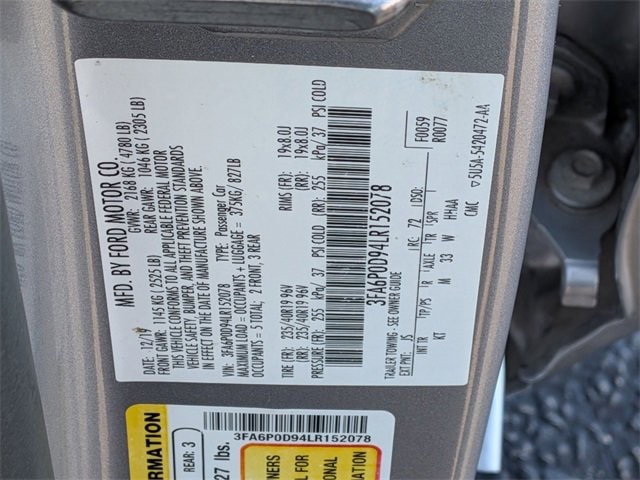 MFD. BY FORD MOTOR CO.
DATE: 12/19 GVWR: 2168 KG ( 4780 LB)
FRONT GAWR: 1145 KG ( 2525 LB) REAR GAWR: 1046 KG ( 2305 LB)
THIS VEHICLE CONFORMS TO ALL APPLICABLE FEDERAL MOTOR
VEHICLE SAFETY, BUMPER, AND THEFT PREVENTION STANDARDS
IN EFFECT ON THE DATE OF MANUFACTURE SHOWN ABOVE.
VIN: 3FA6P0D94LR152078 TYPE: Passenger Car
MAXIMUM LOAD = OCCUPANTS + LUGGAGE = 375KG/ 827LB
OCCUPANTS = 5 TOTAL; 2 FRONT, 3 REAR
TIRE (FR): 235/40R19 96V RIMS (FR): 19x8.0J
(RR): 235/40R19 96V (RR): 19x8.0J
PRESSURE (FR): 255 kPa/ 37 PSI COLD (RR): 255 kPa/ 37 PSI COLD
3FA6P0D94LR152078
TRAILER TOWING - SEE OWNER GUIDE
F0059
R0077
EXT PNT: JS RC: 72 DSO:
INT TR TP/PS R AXLE TR SPR
KT M 33 W HHAA
CMC 5U5A-5420472-AA
3FA6P0D94LR152078
REAR: 3
27 lbs.